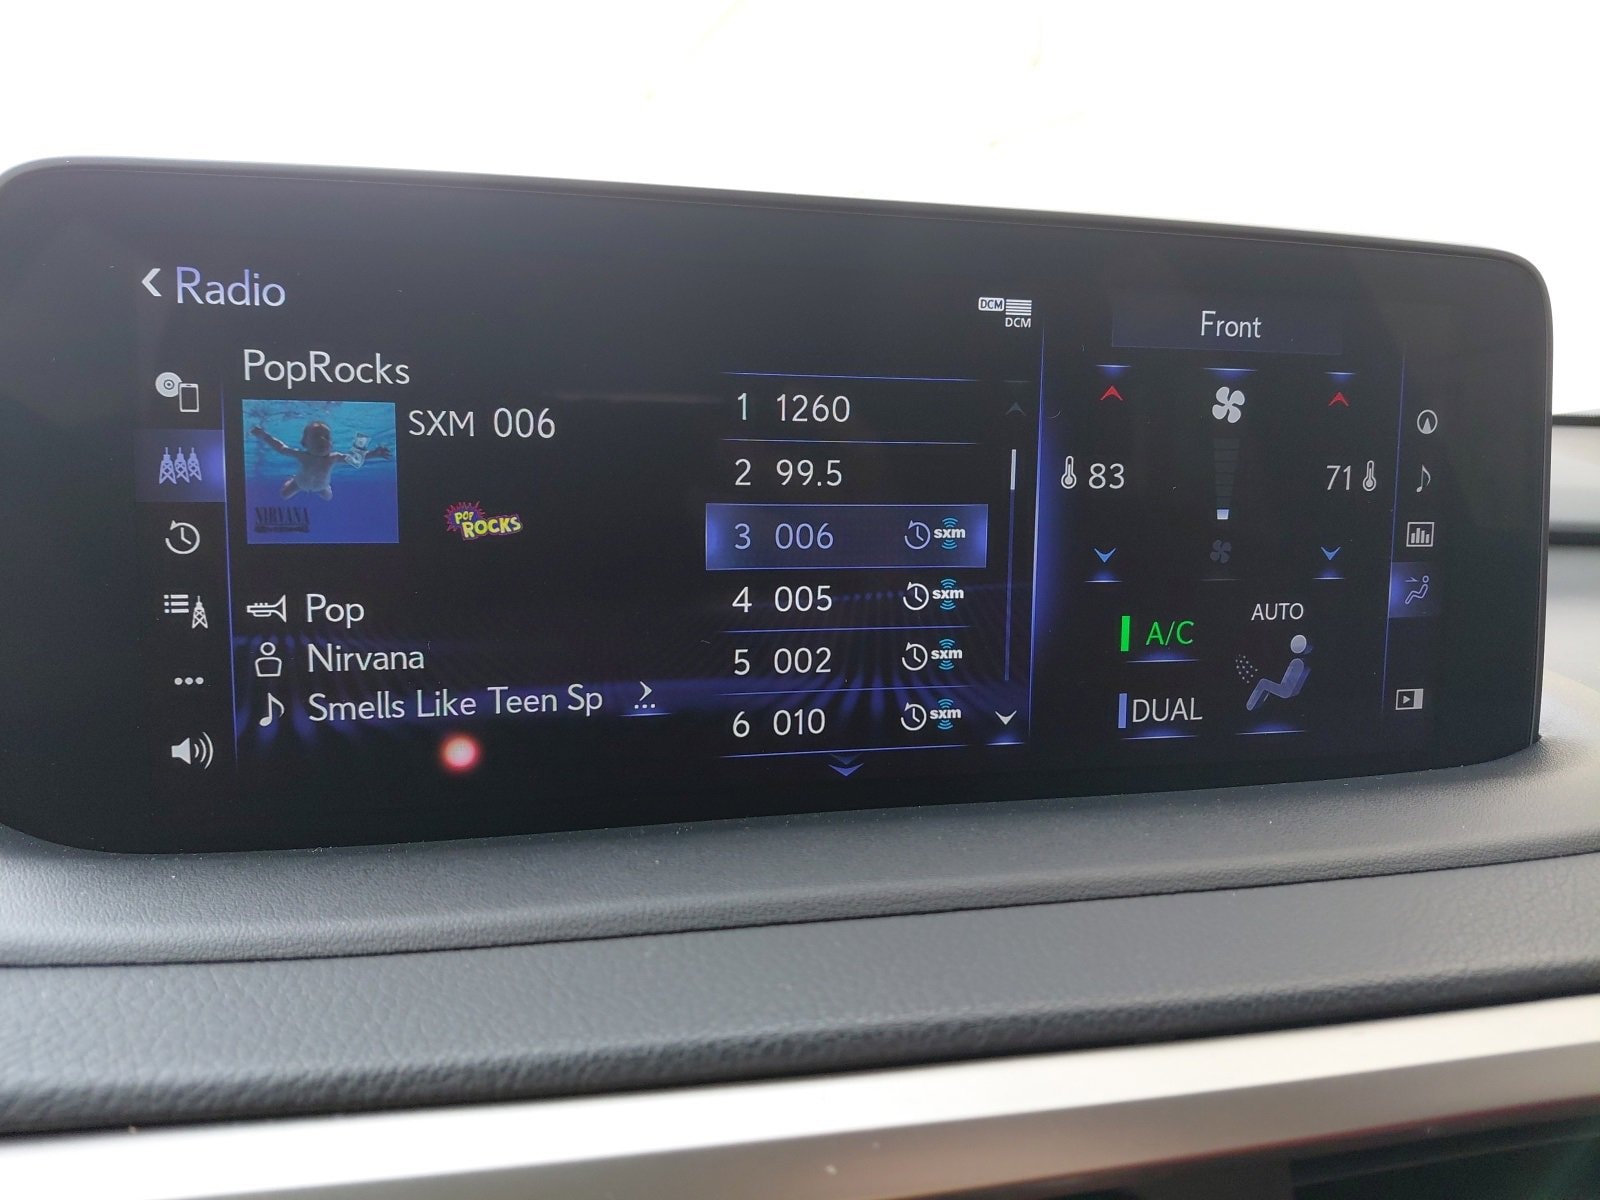 Radio
DCM
DCM
PopRocks
SXM 006
NIRVANA
POP
ROCKS
Pop
Nirvana
Smells Like Teen Sp
...
1 1260
2 99.5
3 006 sxm
4 005 sxm
5 002 sxm
6 010 sxm
Front
83
71
A/C
AUTO
DUAL